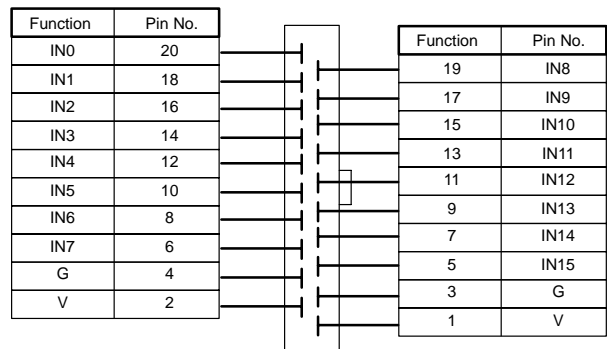 Function Pin No.
IN0 20
IN1 18
IN2 16
IN3 14
IN4 12
IN5 10
IN6 8
IN7 6
G 4
V 2
Function Pin No.
19 IN8
17 IN9
15 IN10
13 IN11
11 IN12
9 IN13
7 IN14
5 IN15
3 G
1 V